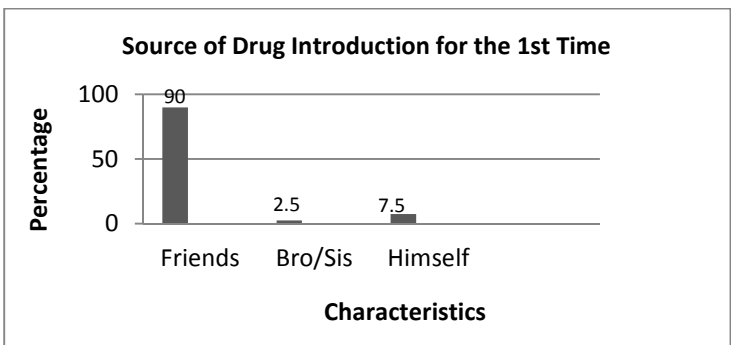 Source of Drug Introduction for the 1st Time
Percentage
100
50
0
90
2.5
7.5
Friends Bro/Sis Himself
Characteristics